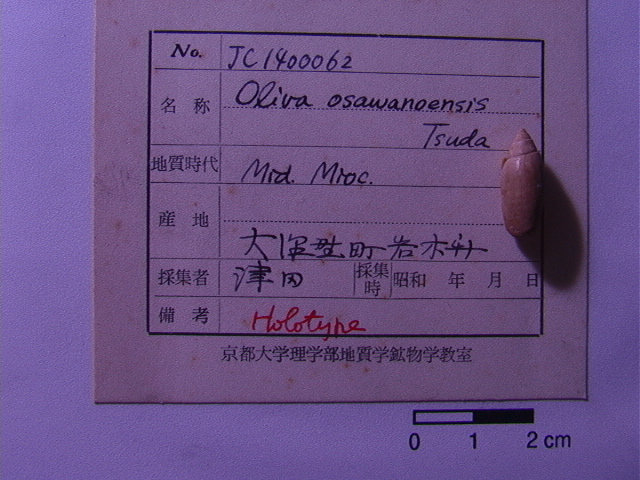 No. JC1400062
名称 Oliva osawanoensis
Tsuda
地質時代 Mid. Mioc.
産地
大沢野町岩木
採集者 津田 採集時 昭和 年 月 日
備考 Holotype
京都大学理学部地質学鉱物学教室
0 1 2 cm